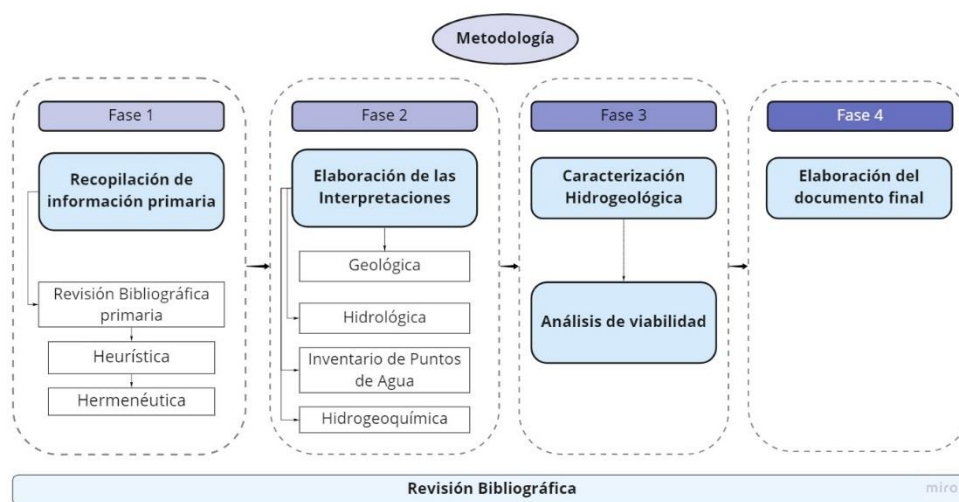 Metodología
Fase 1
Recopilación de
información primaria
Revisión Bibliográfica
primaria
Heurística
Hermenéutica
Fase 2
Elaboración de las
Interpretaciones
Geológica
Hidrológica
Inventario de Puntos
de Agua
Hidrogeoquímica
Fase 3
Caracterización
Hidrogeológica
Análisis de viabilidad
Fase 4
Elaboración del
documento final
Revisión Bibliográfica
miro